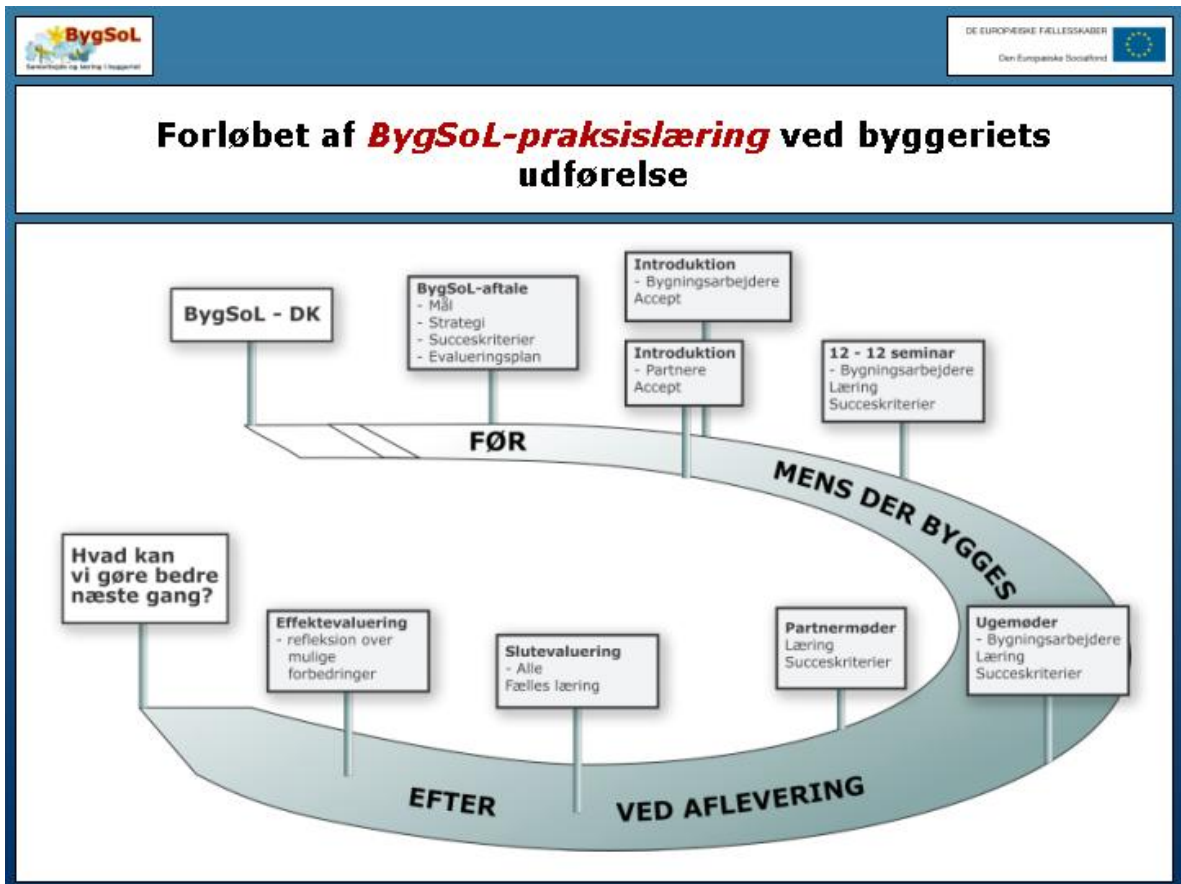 BygSoL
Samarbejde og læring i byggeriet
DE EUROPÆISKE FÆLLESSKABER
Den Europæiske Socialfond
Forløbet af BygSoL-praksislæring ved byggeriets
udførelse
BygSoL - DK
BygSoL-aftale
- Mål
- Strategi
- Succeskriterier
- Evalueringsplan
Introduktion
- Bygningsarbejdere
Accept
Introduktion
- Partnere
Accept
12 - 12 seminar
- Bygningsarbejdere
Læring
Succeskriterier
FØR
MENS DER BYGGES
Ugemøder
- Bygningsarbejdere
Læring
Succeskriterier
Partnermøder
Læring
Succeskriterier
VED AFLEVERING
Slutevaluering
- Alle
Fælles læring
EFTER
Effektevaluering
- refleksion over
mulige
forbedringer
Hvad kan
vi gøre bedre
næste gang?